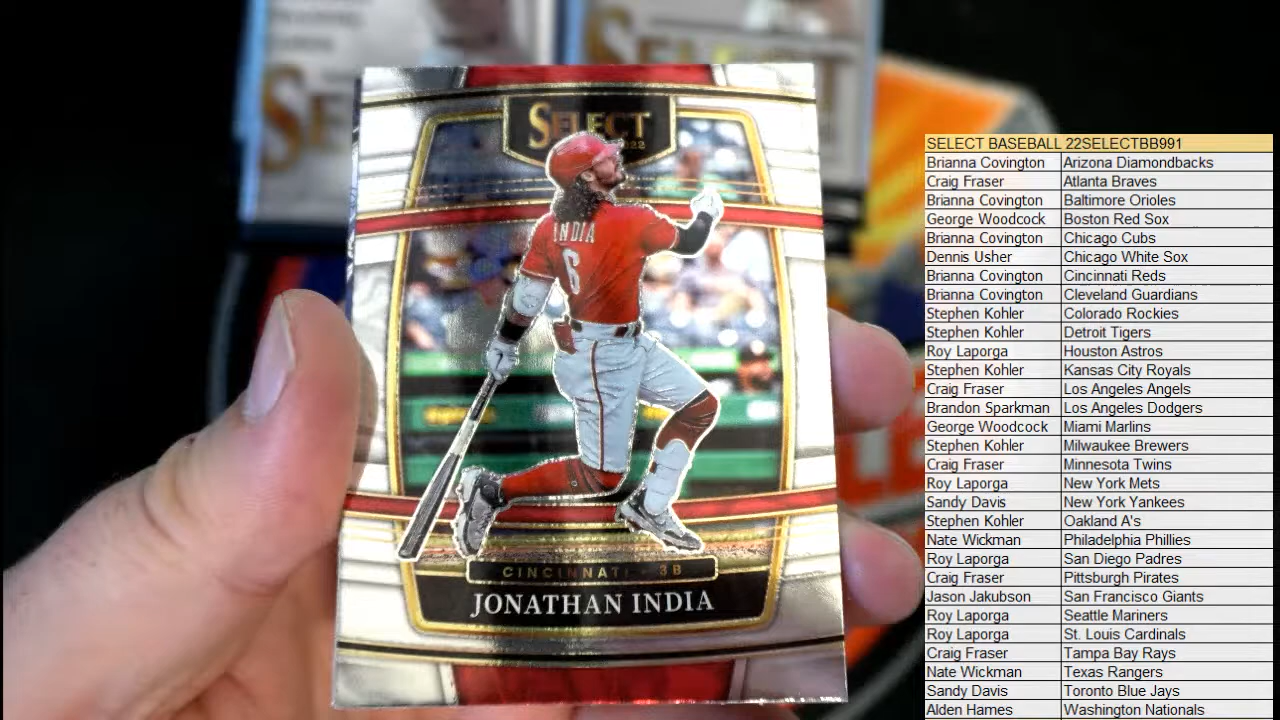 SELECT
2022
INDIA
6
CINCINNATI 3B
JONATHAN INDIA
SELECT BASEBALL 22SELECTBB991
Brianna Covington Arizona Diamondbacks
Craig Fraser Atlanta Braves
Brianna Covington Baltimore Orioles
George Woodcock Boston Red Sox
Brianna Covington Chicago Cubs
Dennis Usher Chicago White Sox
Brianna Covington Cincinnati Reds
Brianna Covington Cleveland Guardians
Stephen Kohler Colorado Rockies
Stephen Kohler Detroit Tigers
Roy Laporga Houston Astros
Stephen Kohler Kansas City Royals
Craig Fraser Los Angeles Angels
Brandon Sparkman Los Angeles Dodgers
George Woodcock Miami Marlins
Stephen Kohler Milwaukee Brewers
Craig Fraser Minnesota Twins
Roy Laporga New York Mets
Sandy Davis New York Yankees
Stephen Kohler Oakland A's
Nate Wickman Philadelphia Phillies
Roy Laporga San Diego Padres
Craig Fraser Pittsburgh Pirates
Jason Jakubson San Francisco Giants
Roy Laporga Seattle Mariners
Roy Laporga St. Louis Cardinals
Craig Fraser Tampa Bay Rays
Nate Wickman Texas Rangers
Sandy Davis Toronto Blue Jays
Alden Hames Washington Nationals